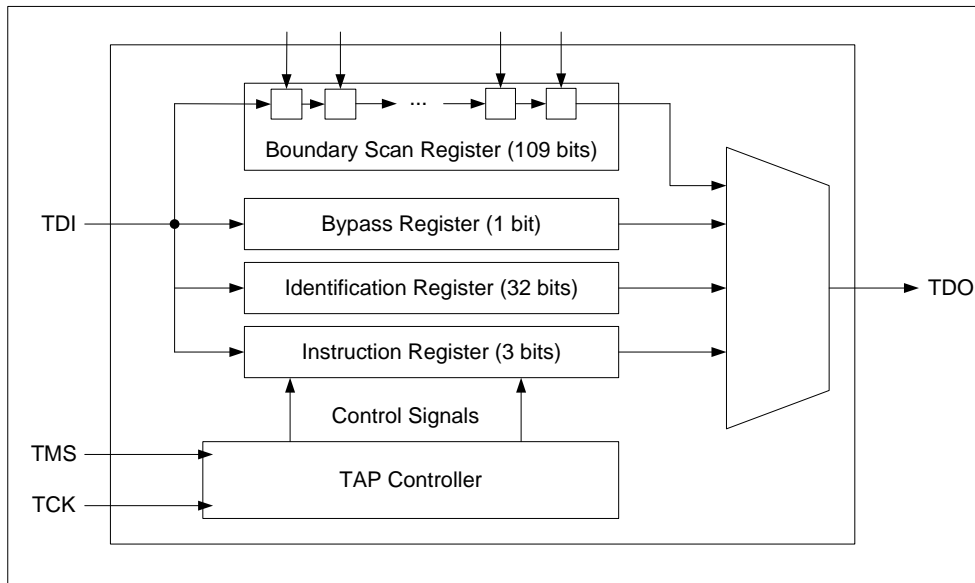 ...
Boundary Scan Register (109 bits)
TDI
Bypass Register (1 bit)
Identification Register (32 bits)
TDO
Instruction Register (3 bits)
Control Signals
TMS
TAP Controller
TCK